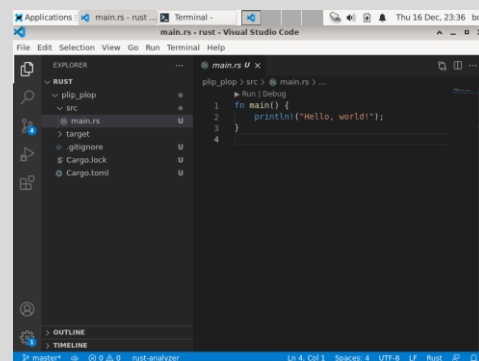 Applications main.rs - rust ... Terminal - Thu 16 Dec, 23:36
main.rs - rust - Visual Studio Code
File Edit Selection View Go Run Terminal Help
EXPLORER ...
RUST
plip_plop
src
main.rs U
target
.gitignore U
Cargo.lock U
Cargo.toml U
OUTLINE
TIMELINE
main.rs U ×
plip_plop > src > main.rs > ...
Run | Debug
1 fn main() {
2 println!("Hello, world!");
3 }
4
master* 0 0 rust-analyzer Ln 4, Col 1 Spaces: 4 UTF-8 LF Rust